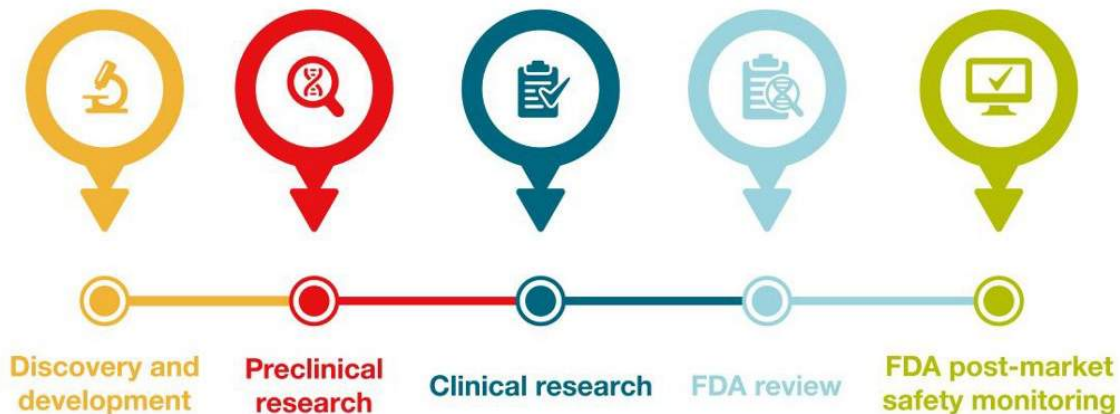 Discovery and
development
Preclinical
research
Clinical research
FDA review
FDA post-market
safety monitoring